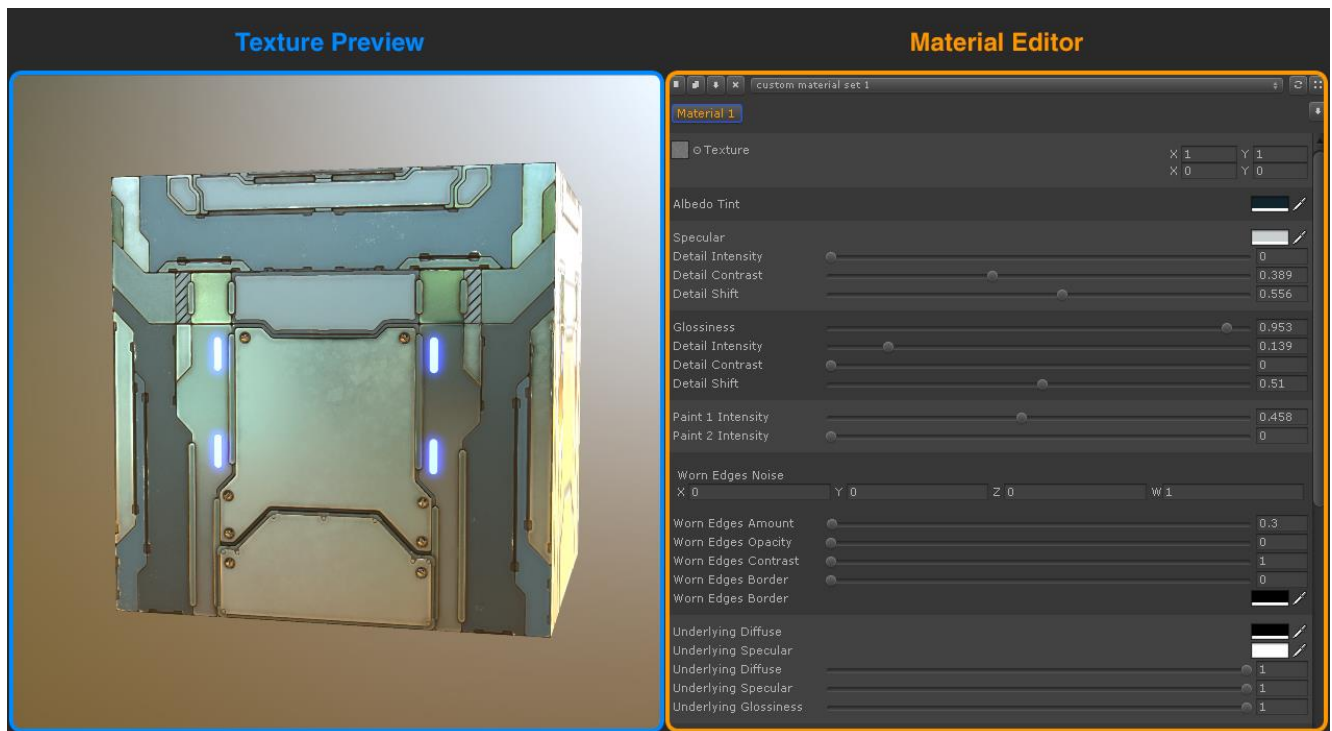 Texture Preview
Material Editor
custom material set 1
Material 1
Texture
X 1 Y 1
X 0 Y 0
Albedo Tint
Specular
Detail Intensity 0
Detail Contrast 0.389
Detail Shift 0.556
Glossiness 0.953
Detail Intensity 0.139
Detail Contrast 0
Detail Shift 0.51
Paint 1 Intensity 0.458
Paint 2 Intensity 0
Worn Edges Noise
X 0 Y 0 Z 0 W 1
Worn Edges Amount 0.3
Worn Edges Opacity 0
Worn Edges Contrast 1
Worn Edges Border 0
Worn Edges Border
Underlying Diffuse
Underlying Specular
Underlying Diffuse 1
Underlying Specular 1
Underlying Glossiness 1